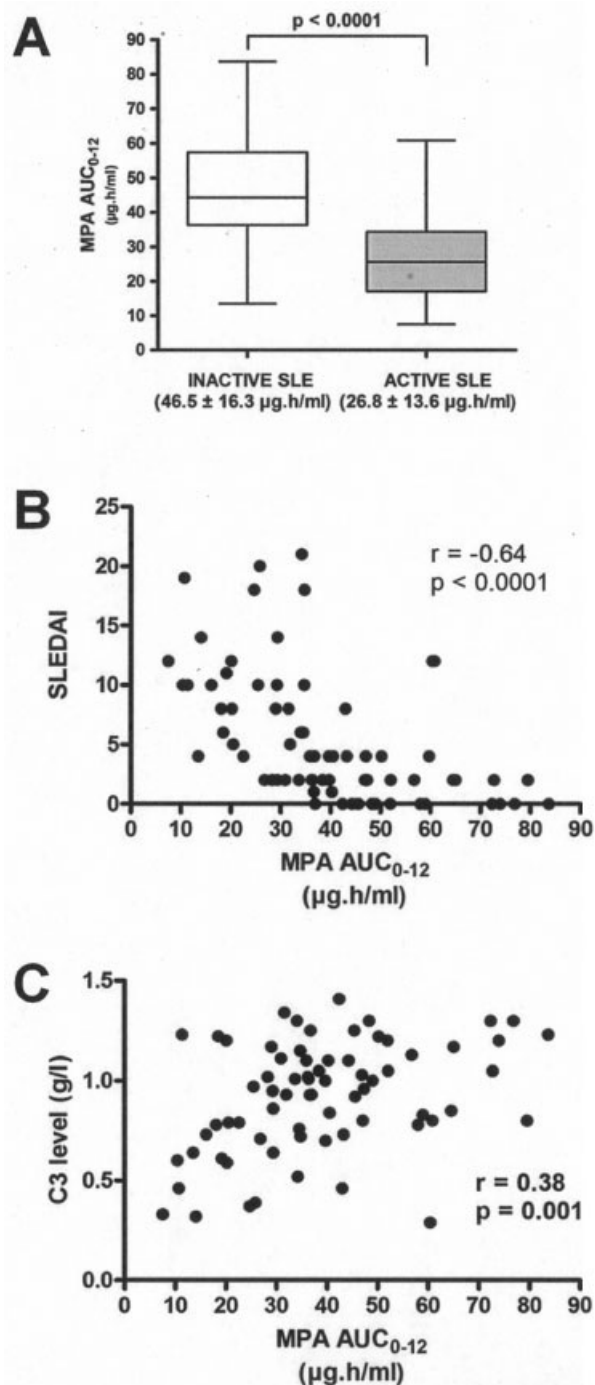 A
p < 0.0001
90
80
70
60
50
40
30
20
10
0
MPA AUC0-12
(µg.h/ml)
INACTIVE SLE
(46.5 ± 16.3 µg.h/ml)
ACTIVE SLE
(26.8 ± 13.6 µg.h/ml)
B
25
20
15
10
5
0
SLEDAI
r = -0.64
p < 0.0001
0 10 20 30 40 50 60 70 80 90
MPA AUC0-12
(µg.h/ml)
C
1.5
1.0
0.5
0.0
C3 level (g/l)
r = 0.38
p = 0.001
0 10 20 30 40 50 60 70 80 90
MPA AUC0-12
(µg.h/ml)